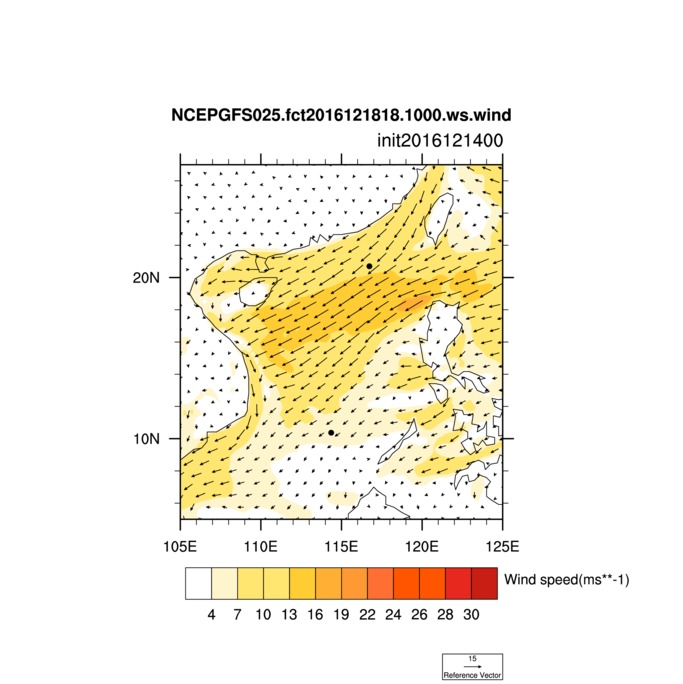 NCEPGFS025.fct2016121818.1000.ws.wind
init2016121400
20N
10N
105E 110E 115E 120E 125E
Wind speed(ms**-1)
4 7 10 13 16 19 22 24 26 28 30
15
Reference Vector